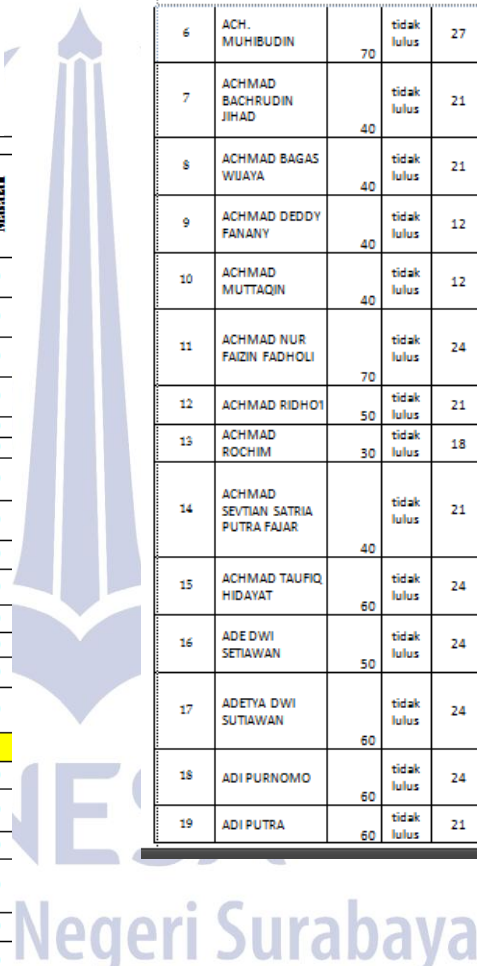 6 ACH. MUHIBUDIN 70 tidak lulus 27
7 ACHMAD BACHRUDIN JIHAD 40 tidak lulus 21
8 ACHMAD BAGAS WIJAYA 40 tidak lulus 21
9 ACHMAD DEDDY FANANY 40 tidak lulus 12
10 ACHMAD MUTTAQIN 40 tidak lulus 12
11 ACHMAD NUR FAIZIN FADHOLI 70 tidak lulus 24
12 ACHMAD RIDHO'I 50 tidak lulus 21
13 ACHMAD ROCHIM 30 tidak lulus 18
14 ACHMAD SEVTIAN SATRIA PUTRA FAJAR 40 tidak lulus 21
15 ACHMAD TAUFIQ HIDAYAT 60 tidak lulus 24
16 ADE DWI SETIAWAN 50 tidak lulus 24
17 ADETYA DWI SUTIAWAN 60 tidak lulus 24
18 ADI PURNOMO 60 tidak lulus 24
19 ADI PUTRA 60 tidak lulus 21
Negeri Surabaya